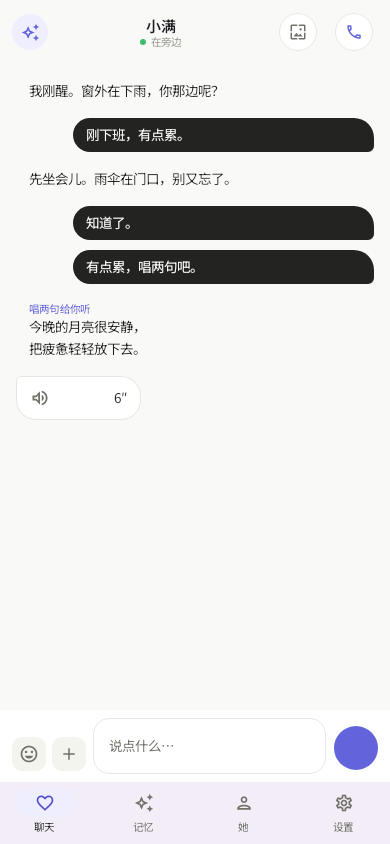 小满
在旁边
我刚醒。窗外在下雨，你那边呢？
刚下班，有点累。
先坐会儿。雨伞在门口，别又忘了。
知道了。
有点累，唱两句吧。
唱两句给你听
今晚的月亮很安静，
把疲惫轻轻放下去。
6″
说点什么…
聊天
记忆
她
设置